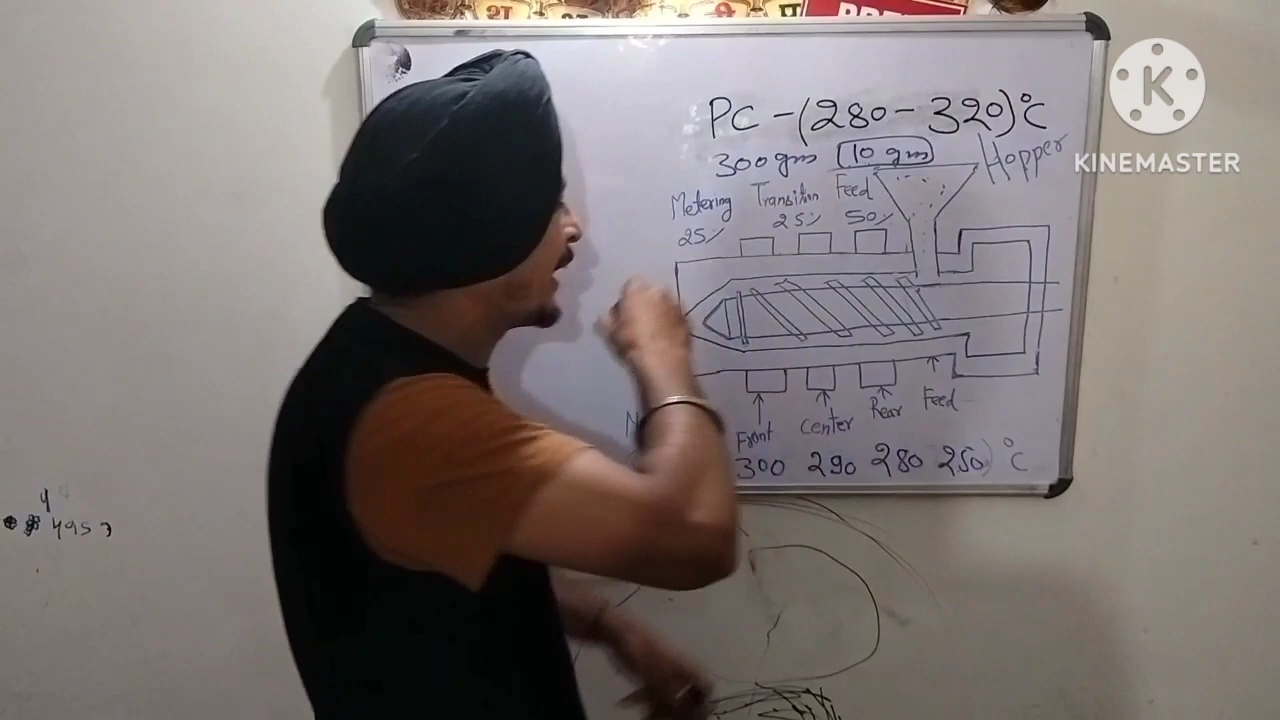 PC - (280 - 320)°C
KINEMASTER
300 gm 10 gm
Hopper
Metering Transition Feed
25% 25% 50%
Front Center Rear Feed
300 290 280 250)°C